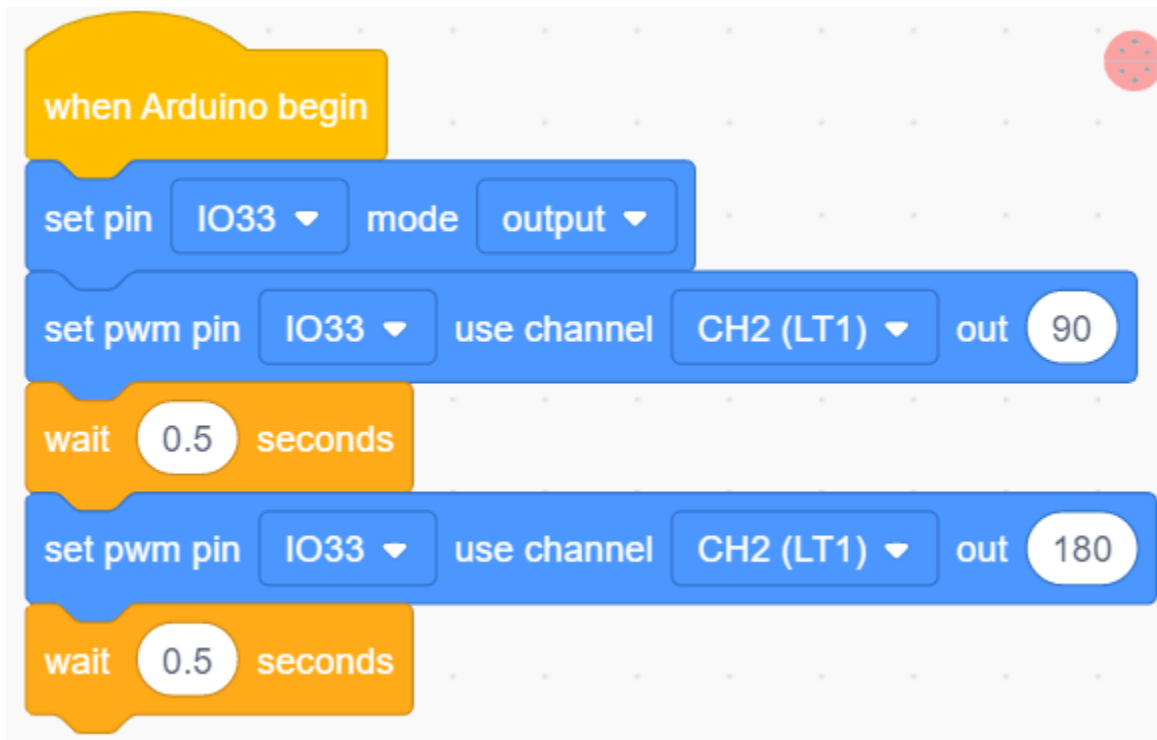 when Arduino begin
set pin IO33 mode output
set pwm pin IO33 use channel CH2 (LT1) out 90
wait 0.5 seconds
set pwm pin IO33 use channel CH2 (LT1) out 180
wait 0.5 seconds